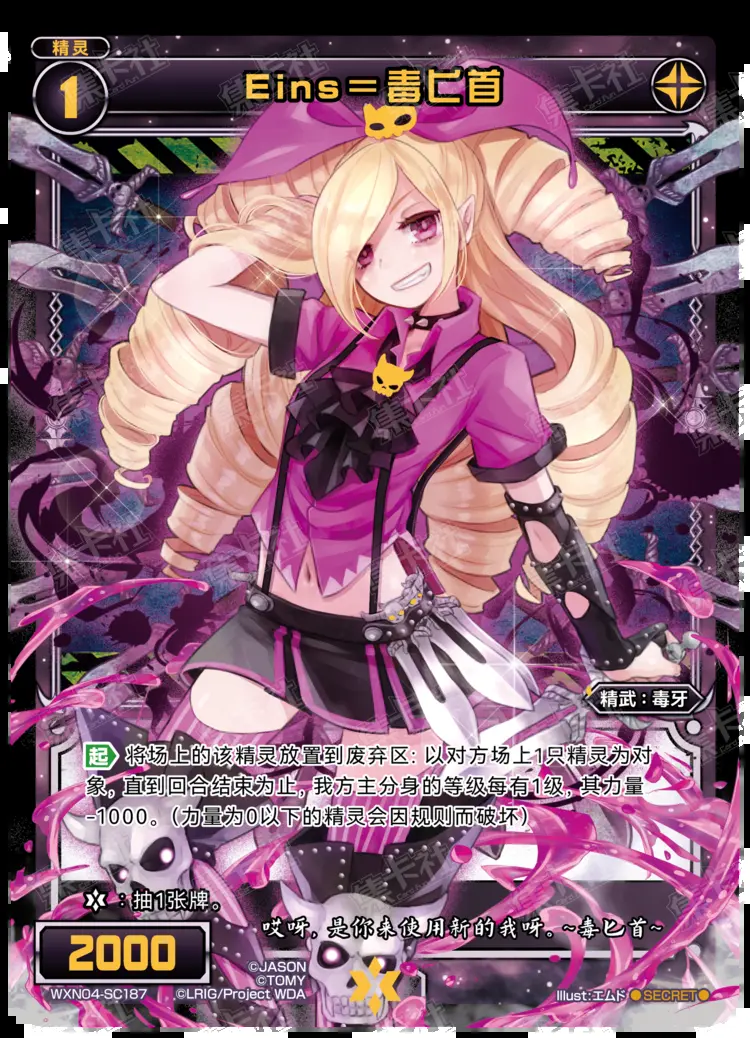 精灵
1
Eins＝毒匕首
精武：毒牙
起 将场上的该精灵放置到废弃区：以对方场上1只精灵为对
象，直到回合结束为止，我方主分身的等级每有1级，其力量
-1000。（力量为0以下的精灵会因规则而破坏）
：抽1张牌。
哎呀，是你来使用新的我呀。~毒匕首~
2000
©JASON
©TOMY
WXN04-SC187 ©LRIG/Project WDA
Illust:エムド ●SECRET●
集卡社